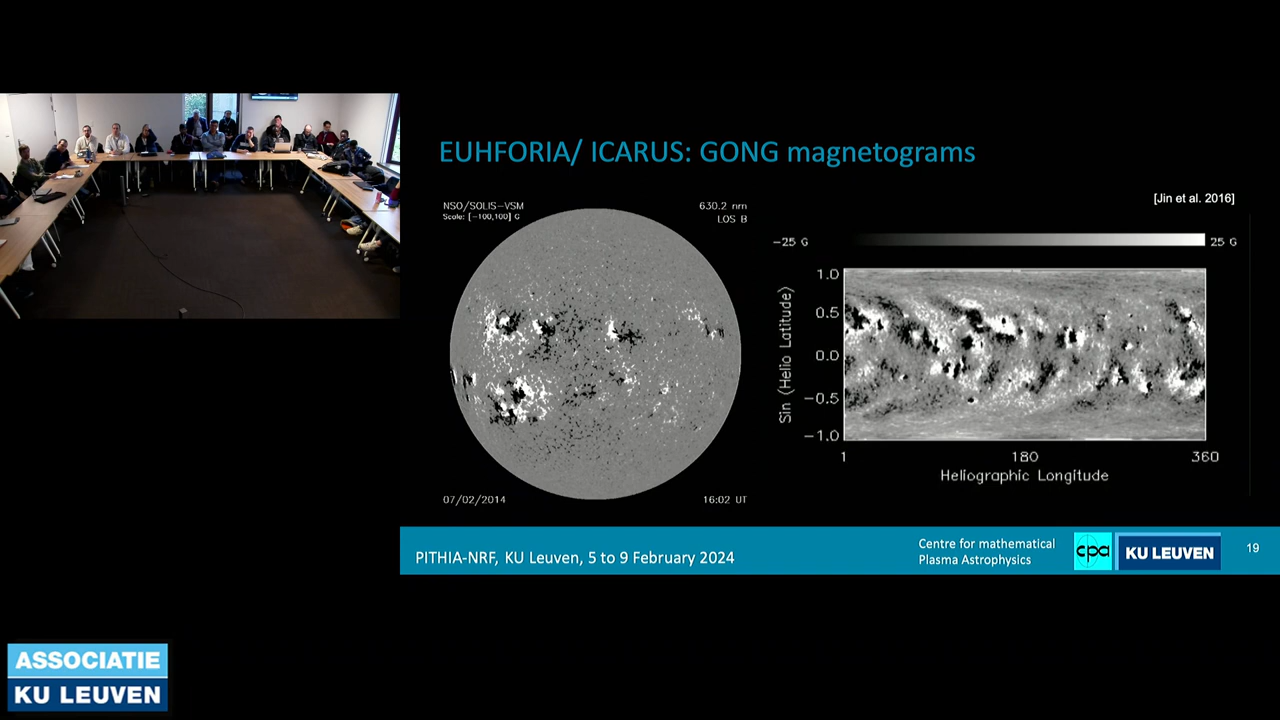 EUHFORIA/ ICARUS: GONG magnetograms
NSO/SOLIS-VSM
Scale: [-100,100] G
630.2 nm
LOS B
07/02/2014
16:02 UT
[Jin et al. 2016]
-25 G
25 G
1.0
0.5
0.0
-0.5
-1.0
Sin (Helio Latitude)
1
180
360
Heliographic Longitude
PITHIA-NRF, KU Leuven, 5 to 9 February 2024
Centre for mathematical
Plasma Astrophysics
cpa
KU LEUVEN
19
ASSOCIATIE
KU LEUVEN